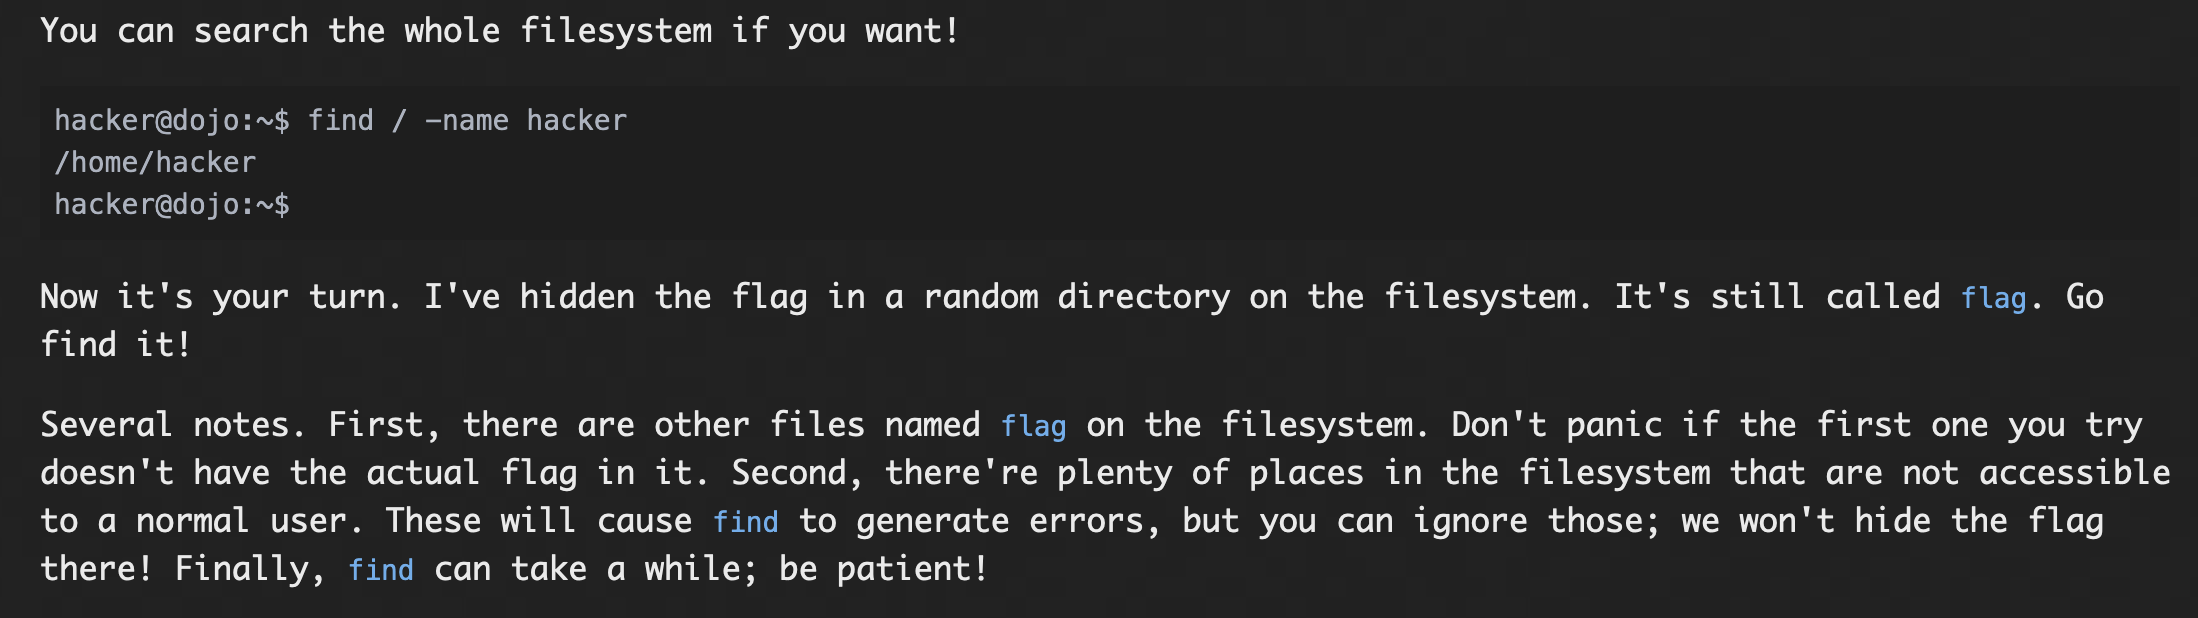 You can search the whole filesystem if you want!
hacker@dojo:~$ find / -name hacker
/home/hacker
hacker@dojo:~$
Now it's your turn. I've hidden the flag in a random directory on the filesystem. It's still called flag. Go
find it!
Several notes. First, there are other files named flag on the filesystem. Don't panic if the first one you try
doesn't have the actual flag in it. Second, there're plenty of places in the filesystem that are not accessible
to a normal user. These will cause find to generate errors, but you can ignore those; we won't hide the flag
there! Finally, find can take a while; be patient!